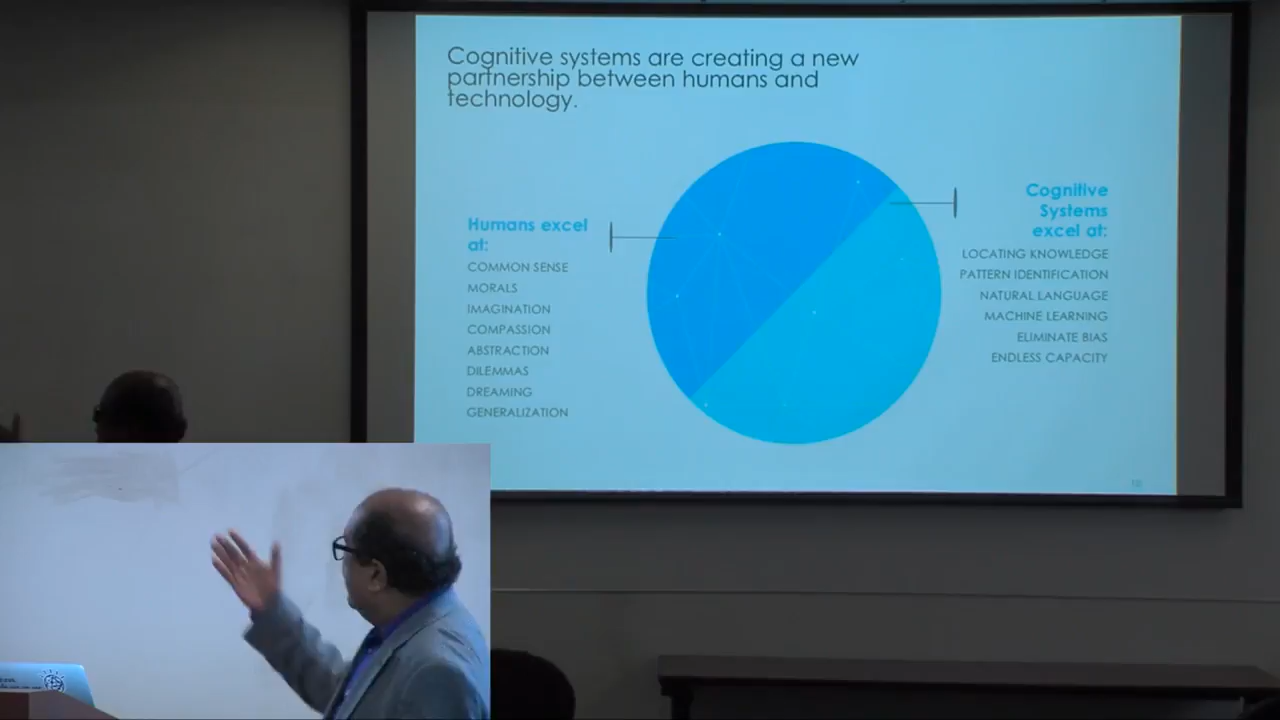 Cognitive systems are creating a new
partnership between humans and
technology.
Humans excel
at:
COMMON SENSE
MORALS
IMAGINATION
COMPASSION
ABSTRACTION
DILEMMAS
DREAMING
GENERALIZATION
Cognitive
Systems
excel at:
LOCATING KNOWLEDGE
PATTERN IDENTIFICATION
NATURAL LANGUAGE
MACHINE LEARNING
ELIMINATE BIAS
ENDLESS CAPACITY